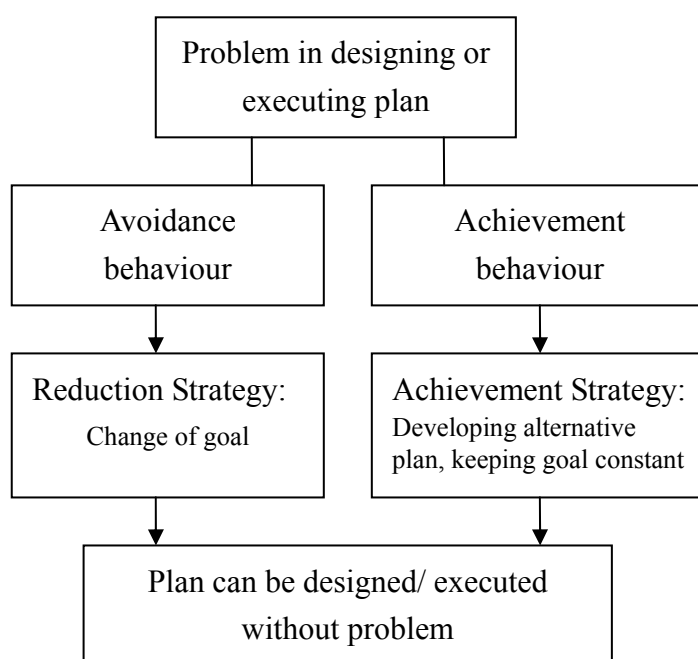 Problem in designing or
executing plan
Avoidance
behaviour
Achievement
behaviour
Reduction Strategy:
Change of goal
Achievement Strategy:
Developing alternative
plan, keeping goal constant
Plan can be designed/ executed
without problem